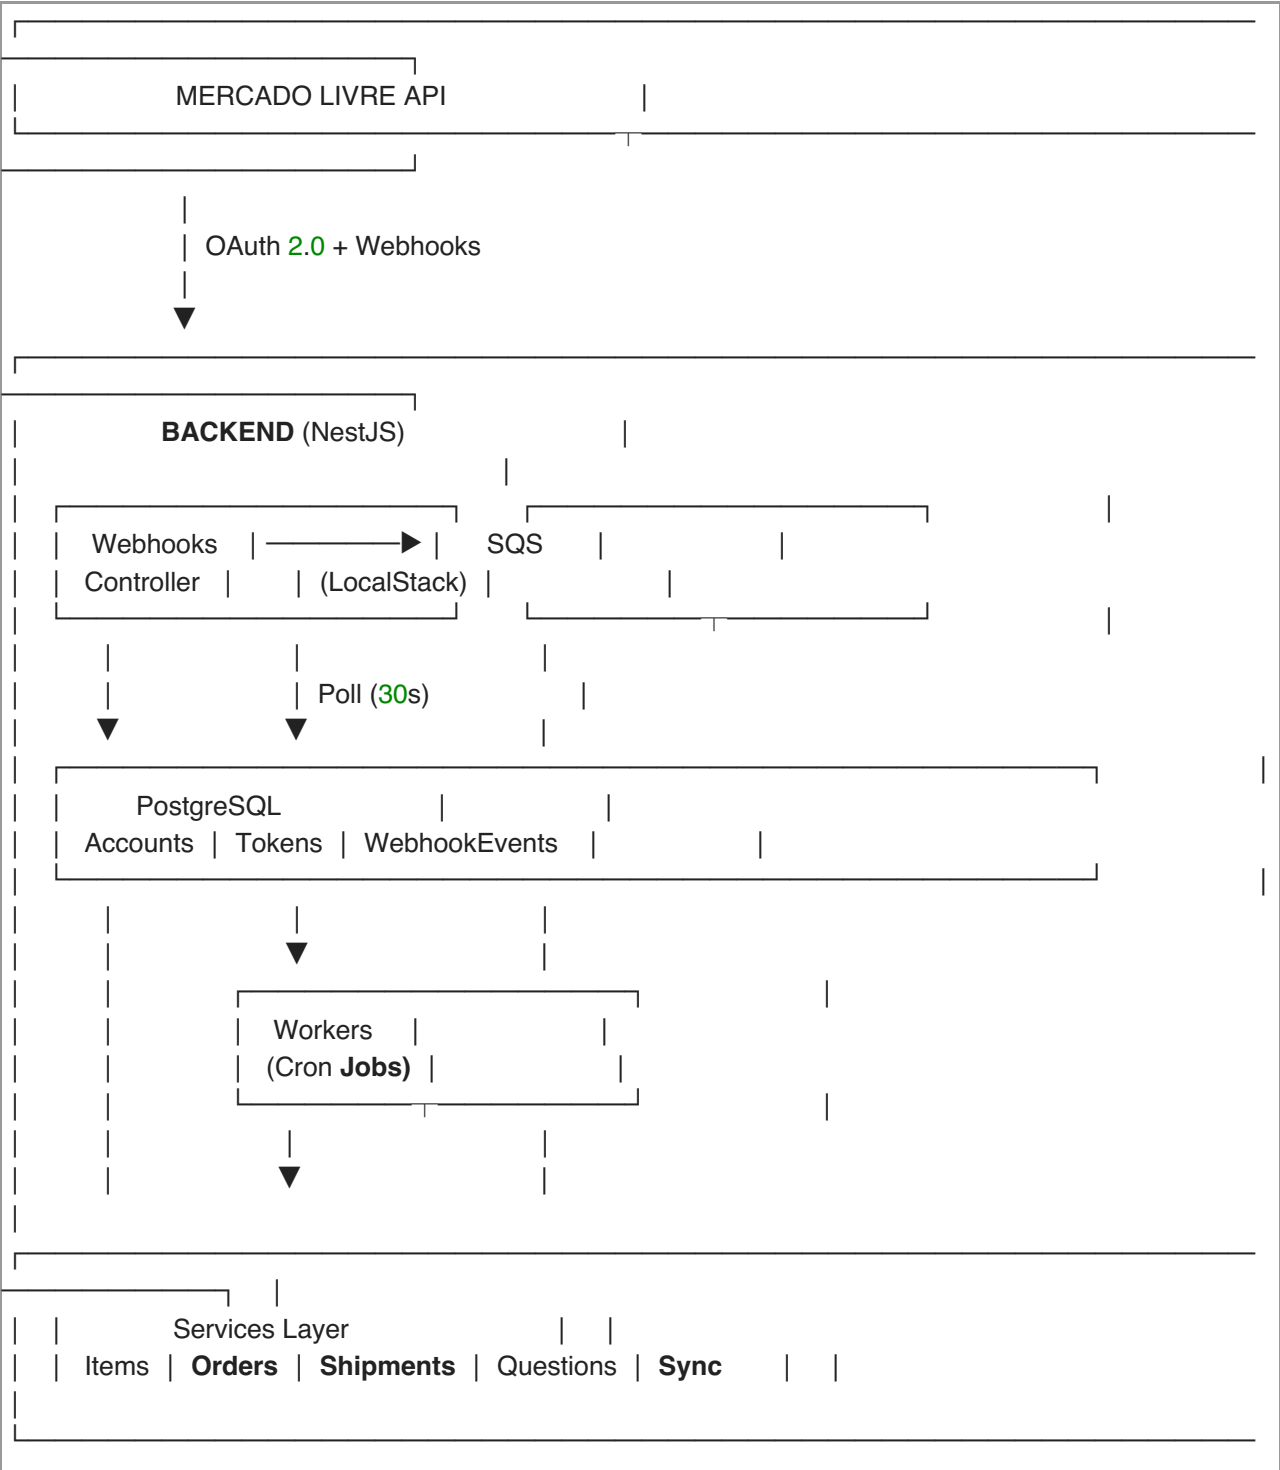 MERCADO LIVRE API |
|
| OAuth 2.0 + Webhooks
|
▼
| BACKEND (NestJS) |
| |
| | Webhooks |────────▶| SQS | |
| | Controller | | (LocalStack) | |
| | | |
| | | Poll (30s) |
| ▼ ▼ |
| | PostgreSQL | |
| | Accounts | Tokens | WebhookEvents | |
| | | |
| | ▼ |
| | | Workers | |
| | | (Cron Jobs) | |
| | | |
| | ▼ |
|
| | Services Layer | |
| | Items | Orders | Shipments | Questions | Sync | |
|